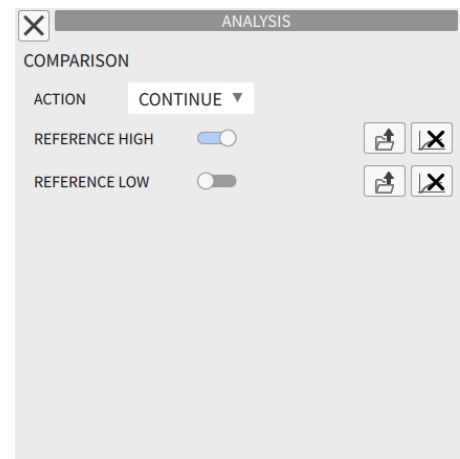 ANALYSIS
COMPARISON
ACTION CONTINUE
REFERENCE HIGH
REFERENCE LOW